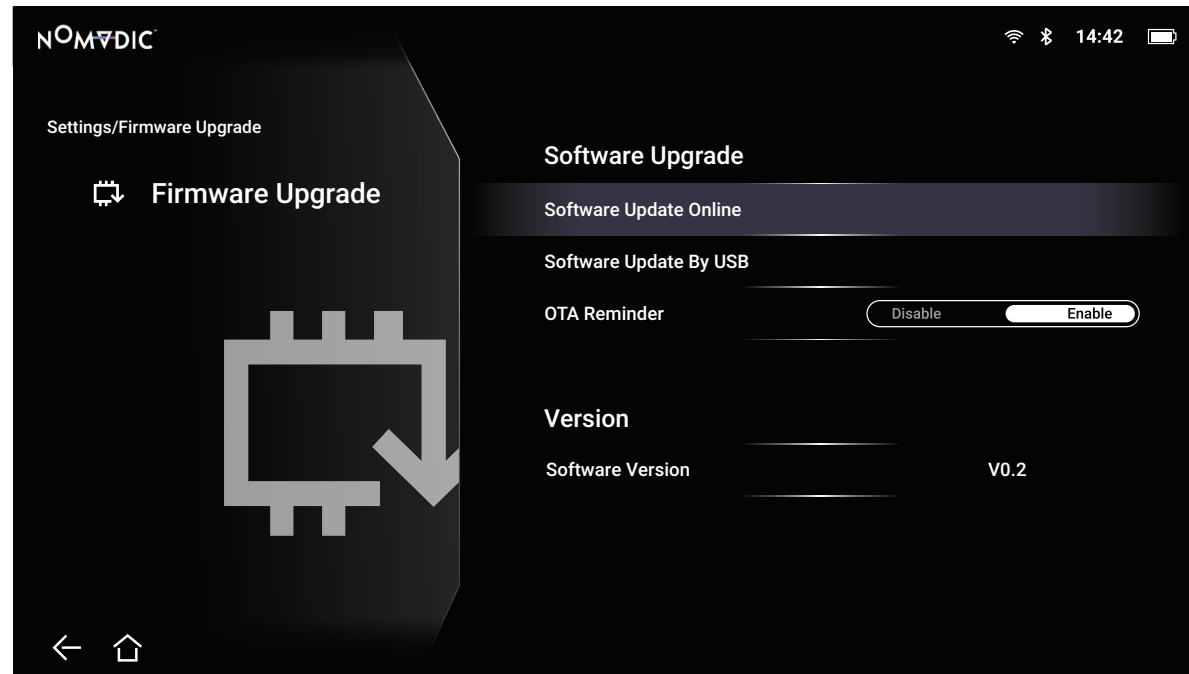 NOMADIC™
14:42
Settings/Firmware Upgrade
Firmware Upgrade
Software Upgrade
Software Update Online
Software Update By USB
OTA Reminder Disable Enable
Version
Software Version V0.2